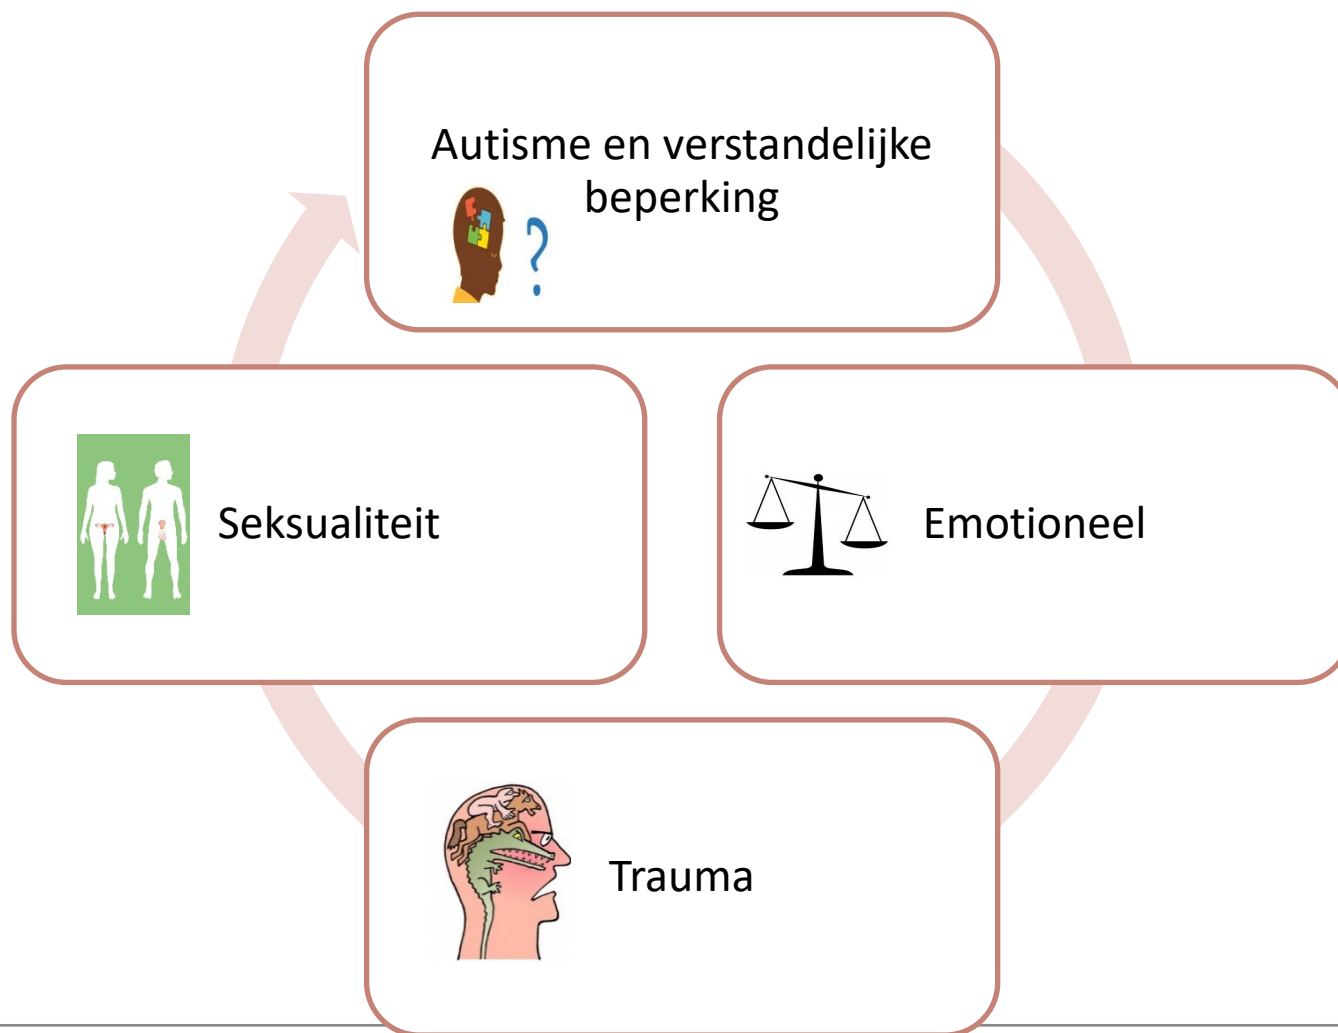 Autisme en verstandelijke
beperking
?
Seksualiteit
Emotioneel
Trauma